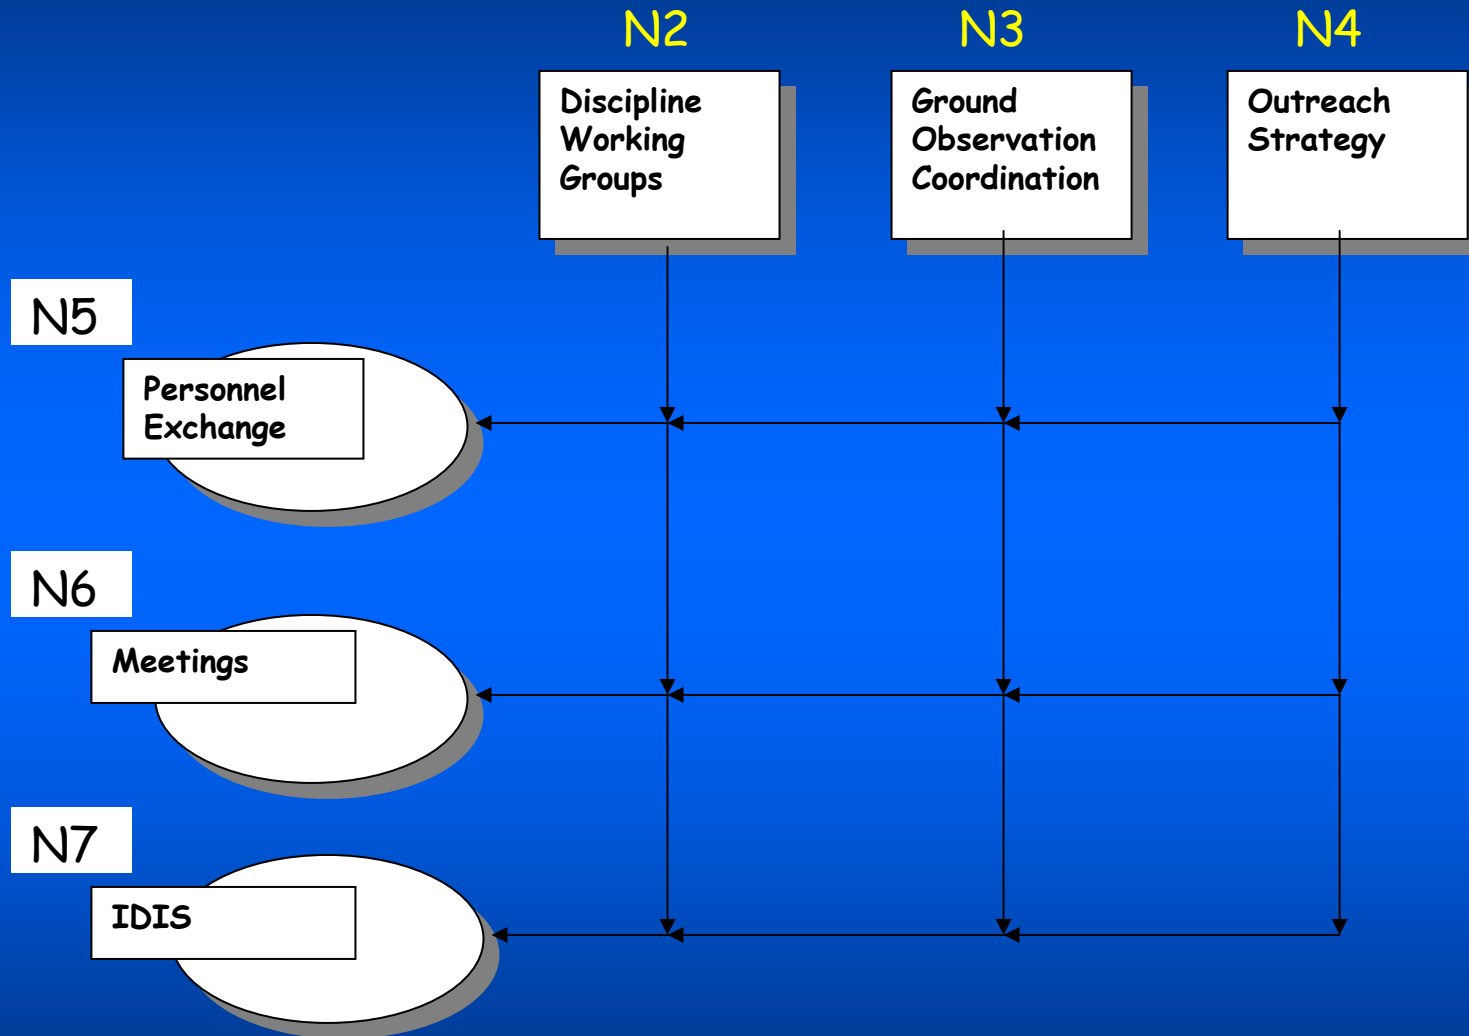 N2
N3
N4
Discipline
Working
Groups
Ground
Observation
Coordination
Outreach
Strategy
N5
Personnel
Exchange
N6
Meetings
N7
IDIS